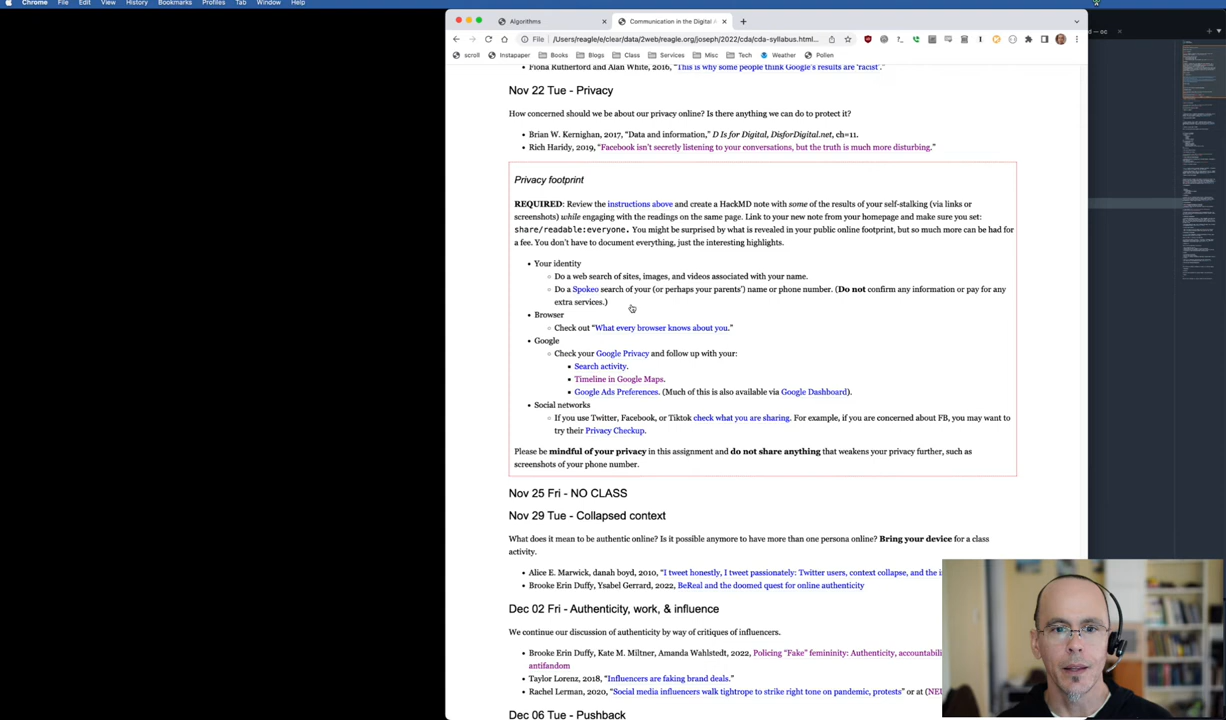 Chrome File Edit View History Bookmarks Profiles Tab Window Help
Algorithms
Communication in the Digital
File /Users/reagle/e/clear/data/2web/reagle.org/joseph/2022/cda/cda-syllabus.html...
scroll Instapaper Books Blogs Class Services Misc Tech Weather Pollen
Fiona Rutherford and Alan White, 2016, “This is why some people think Google’s results are ‘racist’.”
Nov 22 Tue - Privacy
How concerned should we be about our privacy online? Is there anything we can do to protect it?
• Brian W. Kernighan, 2017, “Data and information,” D Is for Digital, DisforDigital.net, ch=11.
• Rich Haridy, 2019, “Facebook isn’t secretly listening to your conversations, but the truth is much more disturbing.”
Privacy footprint
REQUIRED: Review the instructions above and create a HackMD note with some of the results of your self-stalking (via links or
screenshots) while engaging with the readings on the same page. Link to your new note from your homepage and make sure you set:
share/readable:everyone. You might be surprised by what is revealed in your public online footprint, but so much more can be had for
a fee. You don’t have to document everything, just the interesting highlights.
• Your identity
Do a web search of sites, images, and videos associated with your name.
Do a Spokeo search of your (or perhaps your parents’) name or phone number. (Do not confirm any information or pay for any
extra services.)
• Browser
Check out “What every browser knows about you.”
• Google
Check your Google Privacy and follow up with your:
▪ Search activity.
▪ Timeline in Google Maps.
▪ Google Ads Preferences. (Much of this is also available via Google Dashboard).
• Social networks
If you use Twitter, Facebook, or Tiktok check what you are sharing. For example, if you are concerned about FB, you may want to
try their Privacy Checkup.
Please be mindful of your privacy in this assignment and do not share anything that weakens your privacy further, such as
screenshots of your phone number.
Nov 25 Fri - NO CLASS
Nov 29 Tue - Collapsed context
What does it mean to be authentic online? Is it possible anymore to have more than one persona online? Bring your device for a class
activity.
• Alice E. Marwick, danah boyd, 2010, “I tweet honestly, I tweet passionately: Twitter users, context collapse, and the
• Brooke Erin Duffy, Ysabel Gerrard, 2022, BeReal and the doomed quest for online authenticity
Dec 02 Fri - Authenticity, work, & influence
We continue our discussion of authenticity by way of critiques of influencers.
• Brooke Erin Duffy, Kate M. Miltner, Amanda Wahlstedt, 2022, Policing “Fake” femininity: Authenticity, accountabili
antifandom
• Taylor Lorenz, 2018, “Influencers are faking brand deals.”
• Rachel Lerman, 2020, “Social media influencers walk tightrope to strike right tone on pandemic, protests” or at (NEU
Dec 06 Tue - Pushback